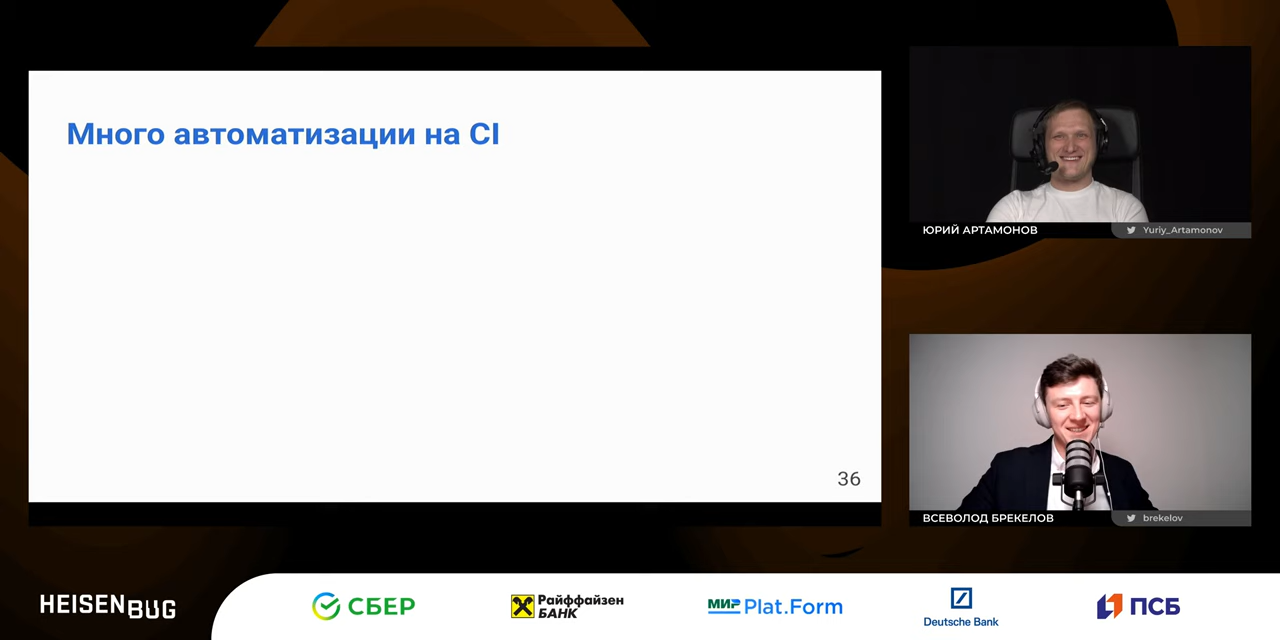 Много автоматизации на CI
36
ЮРИЙ АРТАМОНОВ
Yuriy_Artamonov
ВСЕВОЛОД БРЕКЕЛОВ
brekelov
HEISENBUG
СБЕР
Райффайзен
БАНК
МИР Plat.Form
Deutsche Bank
ПСБ